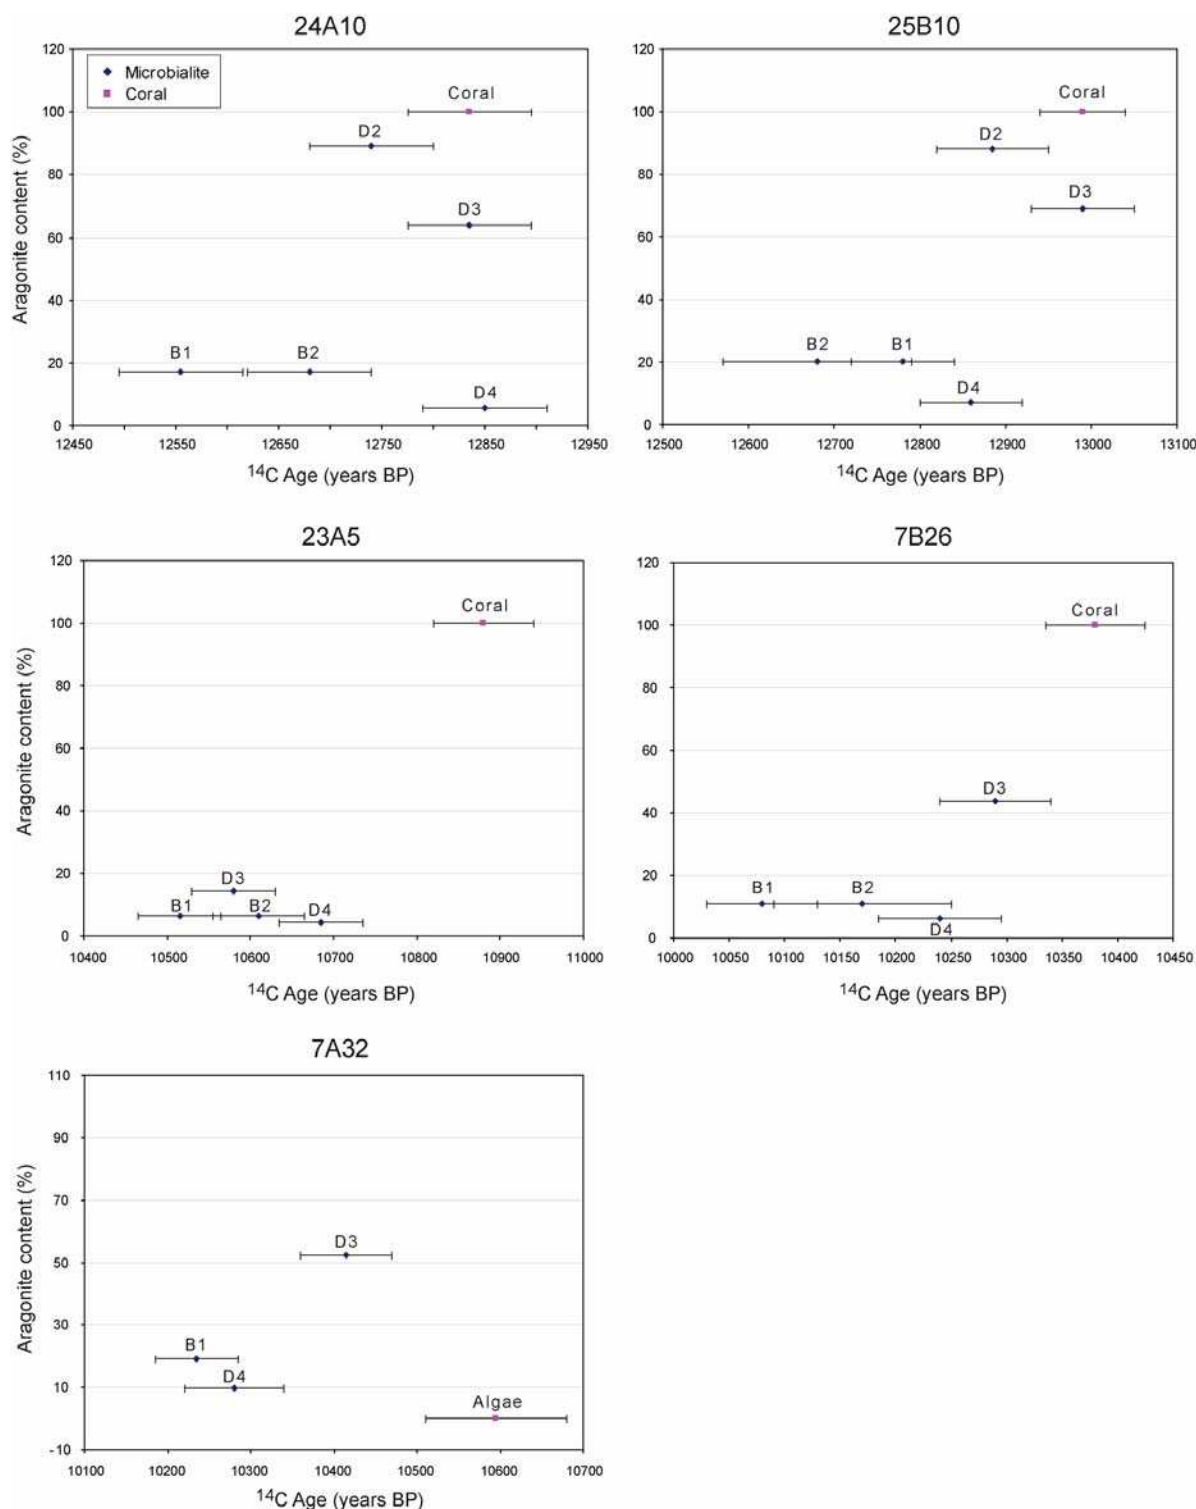 24A10
120
Microbialite
Coral
Coral
100
D2
80
D3
60
40
B1 B2
20
D4
0
12450 12550 12650 12750 12850 12950
Aragonite content (%)
14C Age (years BP)
25B10
120
Coral
100
D2
80
D3
60
40
B2 B1
20
D4
0
12500 12600 12700 12800 12900 13000 13100
14C Age (years BP)
23A5
120
Coral
100
80
60
40
20
D3
B1 B2 D4
0
10400 10500 10600 10700 10800 10900 11000
Aragonite content (%)
14C Age (years BP)
7B26
120
Coral
100
80
60
D3
40
20
B1 B2
D4
0
10000 10050 10100 10150 10200 10250 10300 10350 10400 10450
14C Age (years BP)
7A32
110
90
70
D3
50
30
B1
D4
10
Algae
-10
10100 10200 10300 10400 10500 10600 10700
Aragonite content (%)
14C Age (years BP)